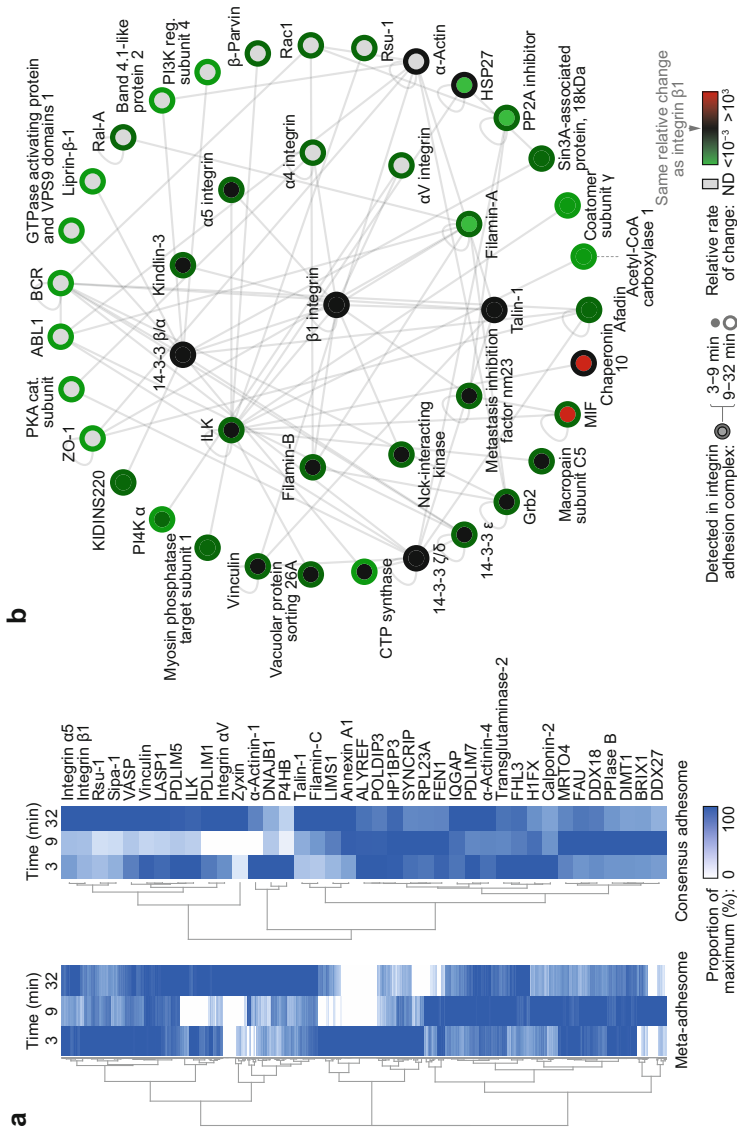 a
Time (min)
3
9
32
Meta-adhesome
Time (min)
3
9
32
Integrin α5
Integrin β1
Rsu-1
Sipa-1
VASP
Vinculin
LASP1
PDLIM5
ILK
PDLIM1
Integrin αV
Zyxin
α-Actinin-1
DNAJB1
P4HB
Talin-1
Filamin-C
LIMS1
Annexin A1
ALYREF
POLDIP3
HP1BP3
SYNCRIP
RPL23A
FEN1
IQGAP
PDLIM7
α-Actinin-4
Transglutaminase-2
FHL3
H1FX
Calponin-2
MRTO4
FAU
DDX18
PPIase B
DIMT1
BRIX1
DDX27
Consensus adhesome
Proportion of
maximum (%):
0
100
b
KIDINS220
ZO-1
PKA cat.
subunit
ABL1
BCR
GTPase activating protein
and VPS9 domains 1
Liprin-β-1
Ral-A
Band 4.1-like
protein 2
PI3K reg.
subunit 4
β-Parvin
Rac1
Rsu-1
α-Actin
HSP27
PP2A inhibitor
Sin3A-associated
protein, 18kDa
PI4K α
Myosin phosphatase
target subunit 1
Vinculin
Vacuolar protein
sorting 26A
CTP synthase
14-3-3 ζ/δ
14-3-3 ε
Grb2
Macropain
subunit C5
MIF
Chaperonin
10
Afadin
Acetyl-CoA
carboxylase 1
Coatomer
subunit γ
14-3-3 β/α
Kindlin-3
α5 integrin
α4 integrin
αV integrin
ILK
Filamin-B
Nck-interacting
kinase
Metastasis inhibition
factor nm23
β1 integrin
Talin-1
Filamin-A
Detected in integrin
adhesion complex:
3–9 min
9–32 min
Relative rate
of change:
ND
<10⁻³
>10³
Same relative change
as integrin β1